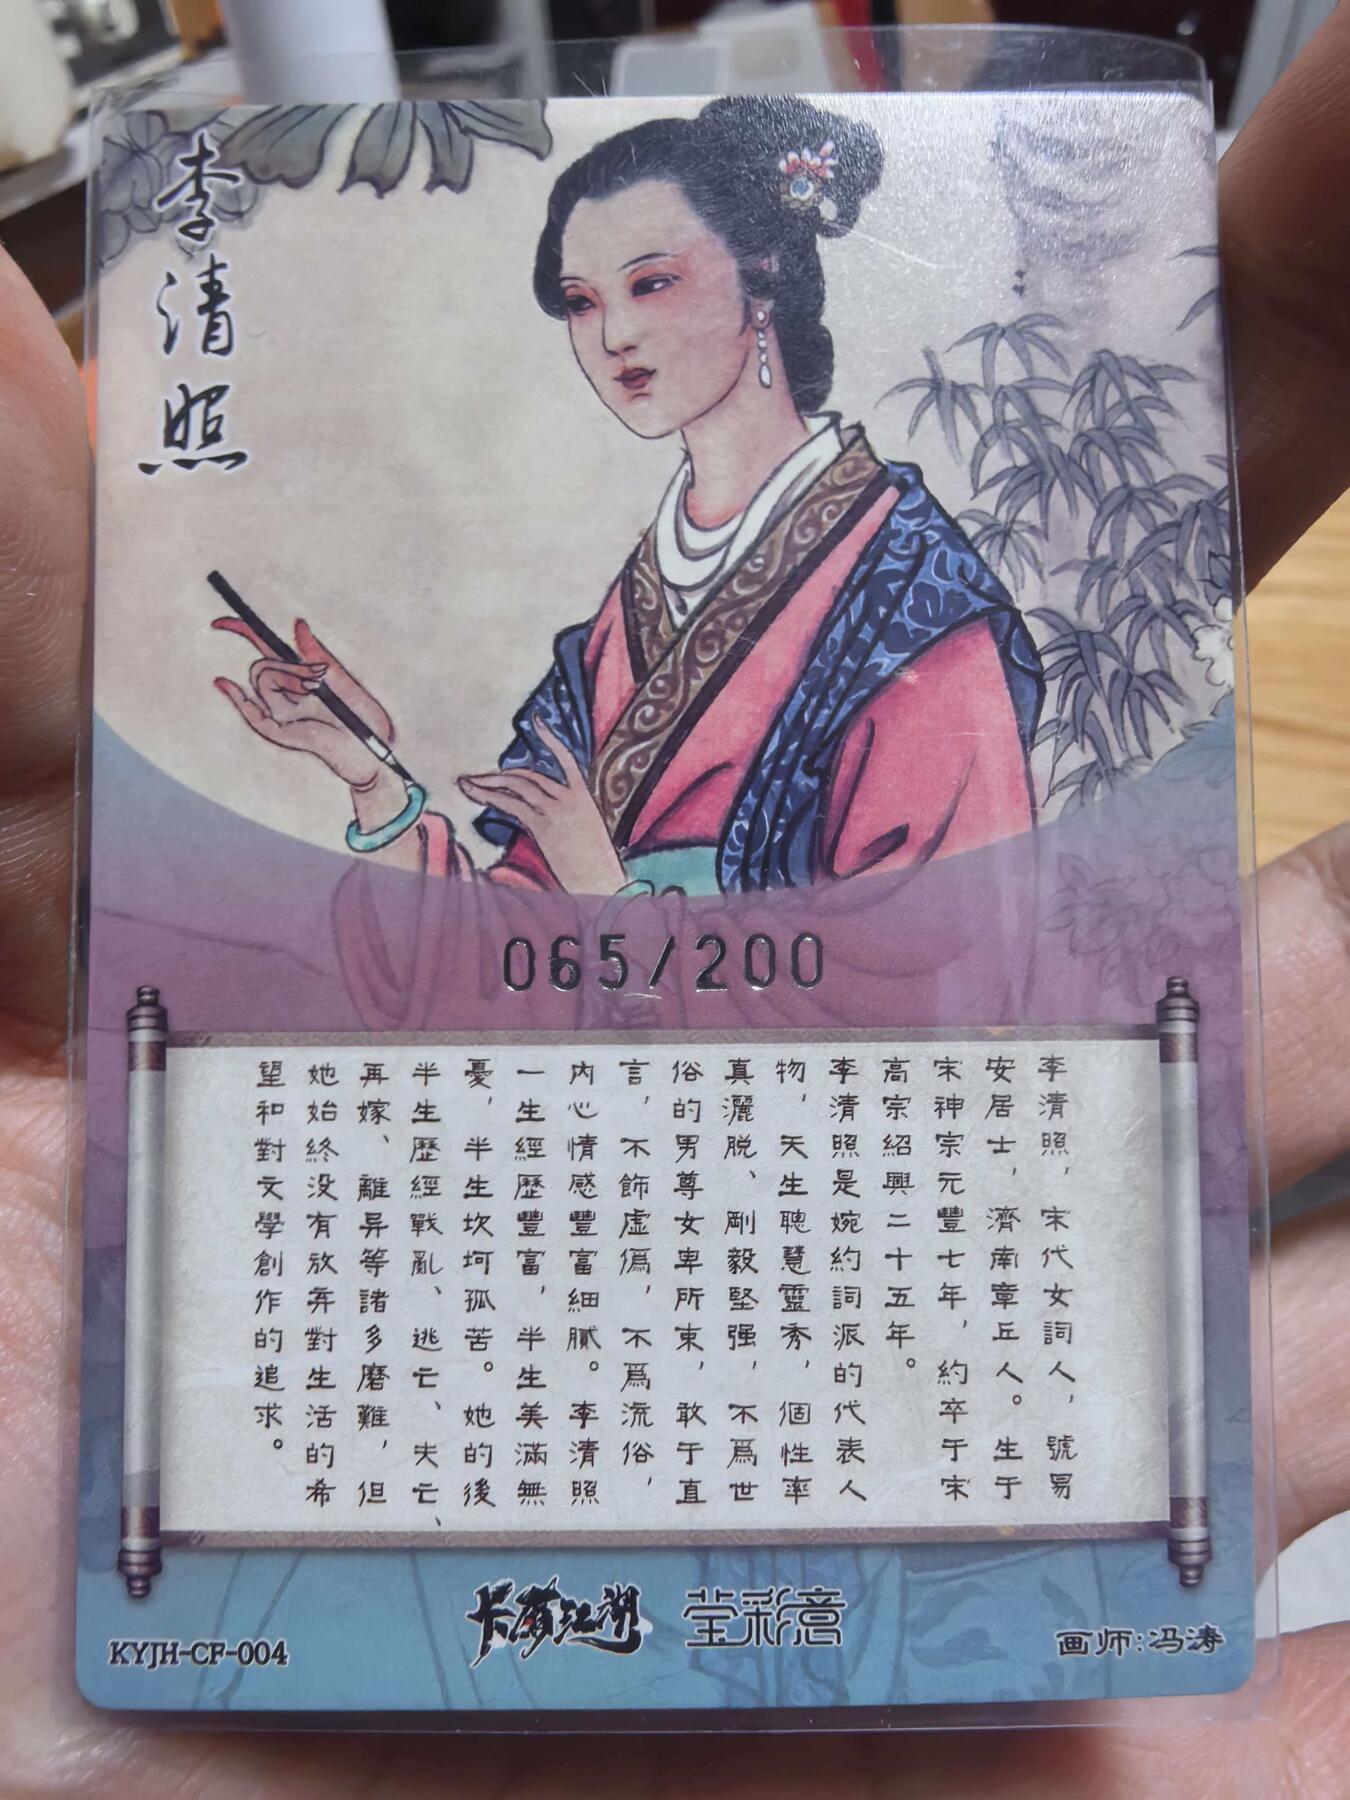 李清照
065/200
李清照，宋代女詞人，號易
安居士，濟南章丘人。生于
宋神宗元豐七年，約卒于宋
高宗紹興二十五年。
李清照是婉約詞派的代表人
物，天生聰慧靈秀，個性率
真灑脱、剛毅堅强，不爲世
俗的男尊女卑所束，敢于直
言，不飾虛僞，不爲流俗，
内心情感豐富細膩。李清照
一生經歷豐富，半生美滿無
憂，半生坎坷孤苦。她的後
半生歷經戰亂、逃亡、夫亡、
再嫁、離异等諸多磨難，但
她始終没有放弃對生活的希
望和對文學創作的追求。
KYJH-CF-004
卡游江湖
莹彩意
画师:冯涛